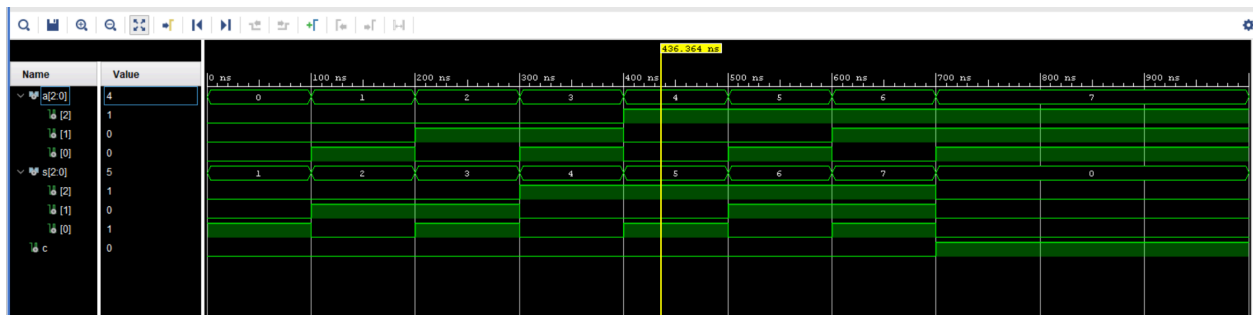 436.364 ns
Name Value 0 ns 100 ns 200 ns 300 ns 400 ns 500 ns 600 ns 700 ns 800 ns 900 ns
a[2:0] 4 0 1 2 3 4 5 6 7
[2] 1
[1] 0
[0] 0
s[2:0] 5 1 2 3 4 5 6 7 0
[2] 1
[1] 0
[0] 1
c 0